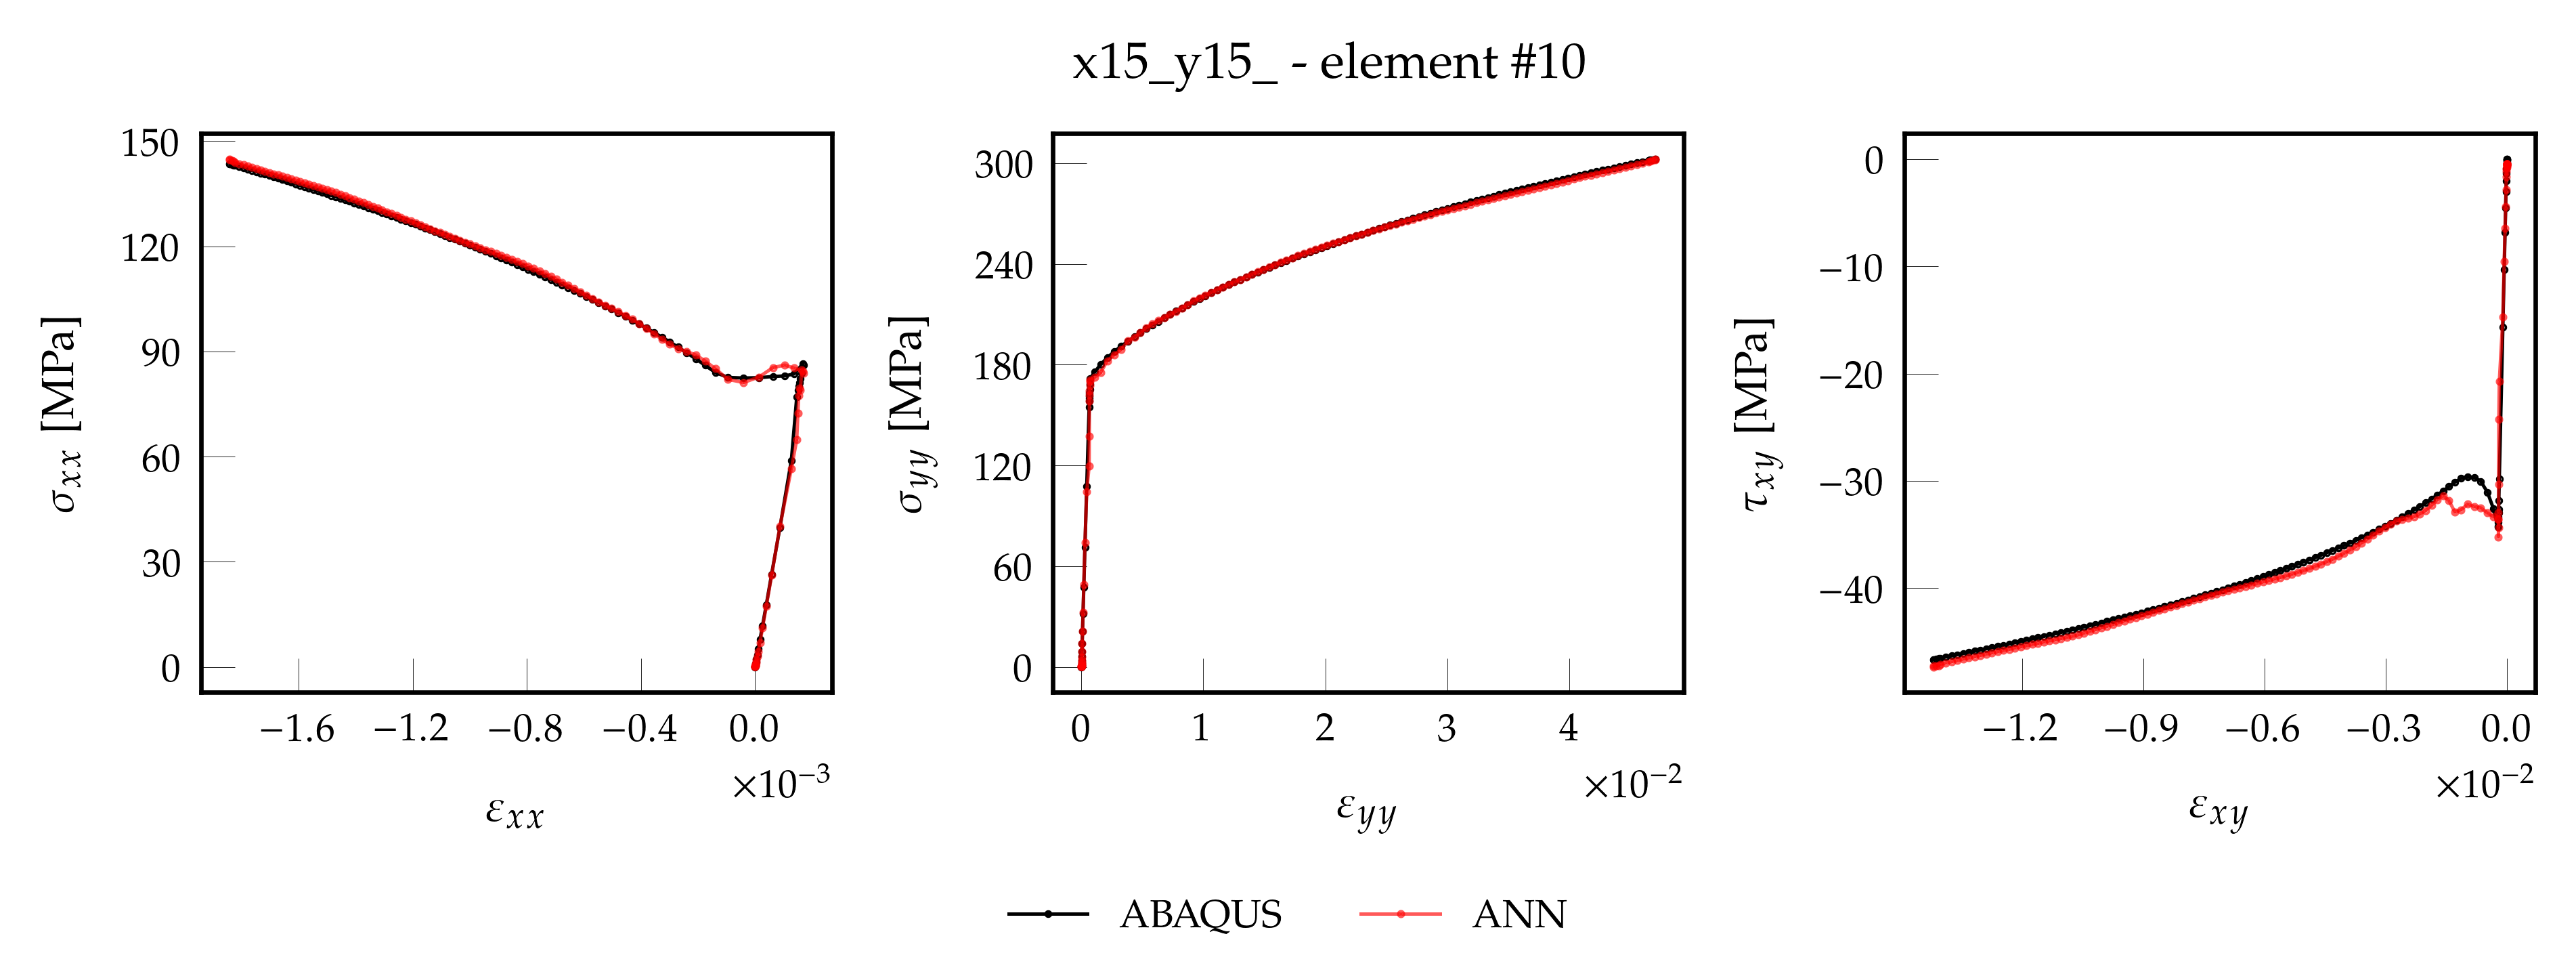 x15_y15_ - element #10
150
120
90
60
30
0
σxx [MPa]
−1.6 −1.2 −0.8 −0.4 0.0
×10−3
εxx
300
240
180
120
60
0
σyy [MPa]
0 1 2 3 4
×10−2
εyy
0
−10
−20
−30
−40
τxy [MPa]
−1.2 −0.9 −0.6 −0.3 0.0
×10−2
εxy
ABAQUS ANN